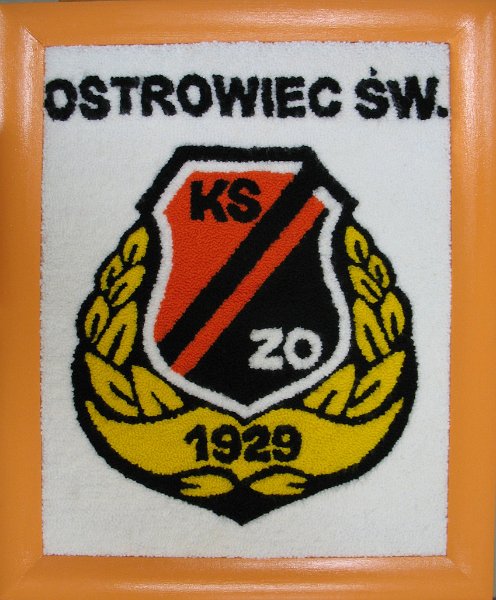 OSTROWIEC ŚW.
KS
ZO
1929